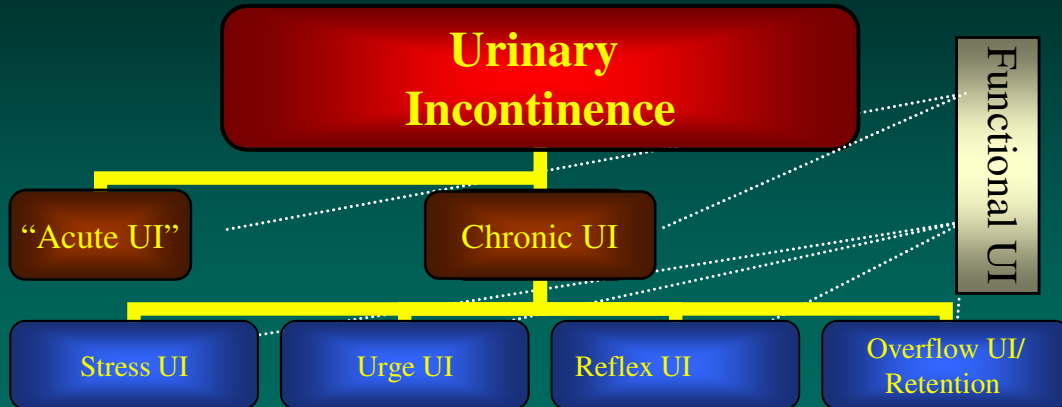 Urinary
Incontinence
Functional UI
“Acute UI”
Chronic UI
Stress UI
Urge UI
Reflex UI
Overflow UI/
Retention